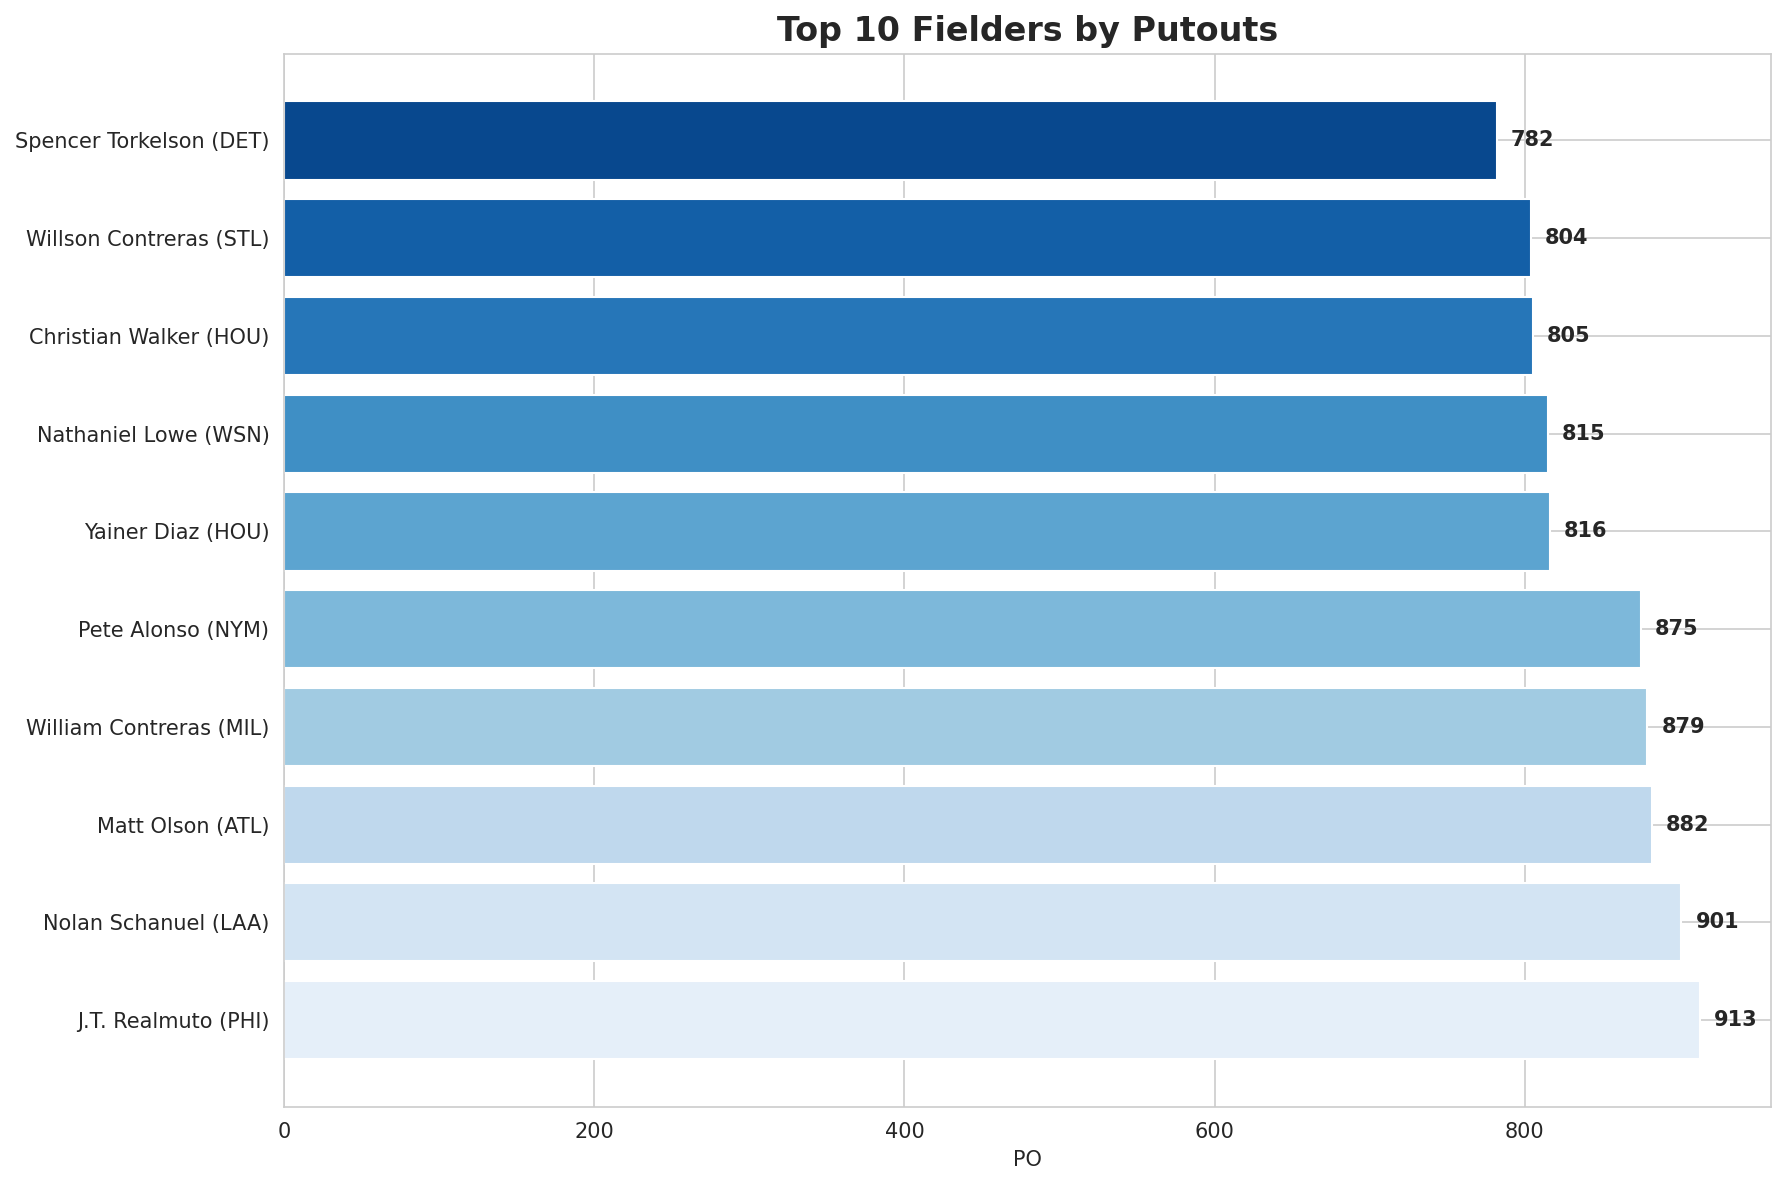 Top 10 Fielders by Putouts
Spencer Torkelson (DET) 782
Willson Contreras (STL) 804
Christian Walker (HOU) 805
Nathaniel Lowe (WSN) 815
Yainer Diaz (HOU) 816
Pete Alonso (NYM) 875
William Contreras (MIL) 879
Matt Olson (ATL) 882
Nolan Schanuel (LAA) 901
J.T. Realmuto (PHI) 913
0 200 400 600 800
PO